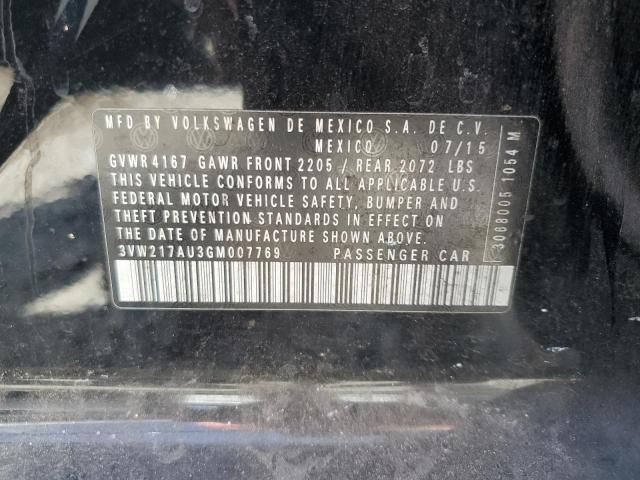 MFD BY VOLKSWAGEN DE MEXICO S.A. DE C.V.
MEXICO 07/15
GVWR 4167 GAWR FRONT 2205 / REAR 2072 LBS
THIS VEHICLE CONFORMS TO ALL APPLICABLE U.S.
FEDERAL MOTOR VEHICLE SAFETY, BUMPER AND
THEFT PREVENTION STANDARDS IN EFFECT ON
THE DATE OF MANUFACTURE SHOWN ABOVE.
3VW217AU3GM007769 PASSENGER CAR
30680051054 M